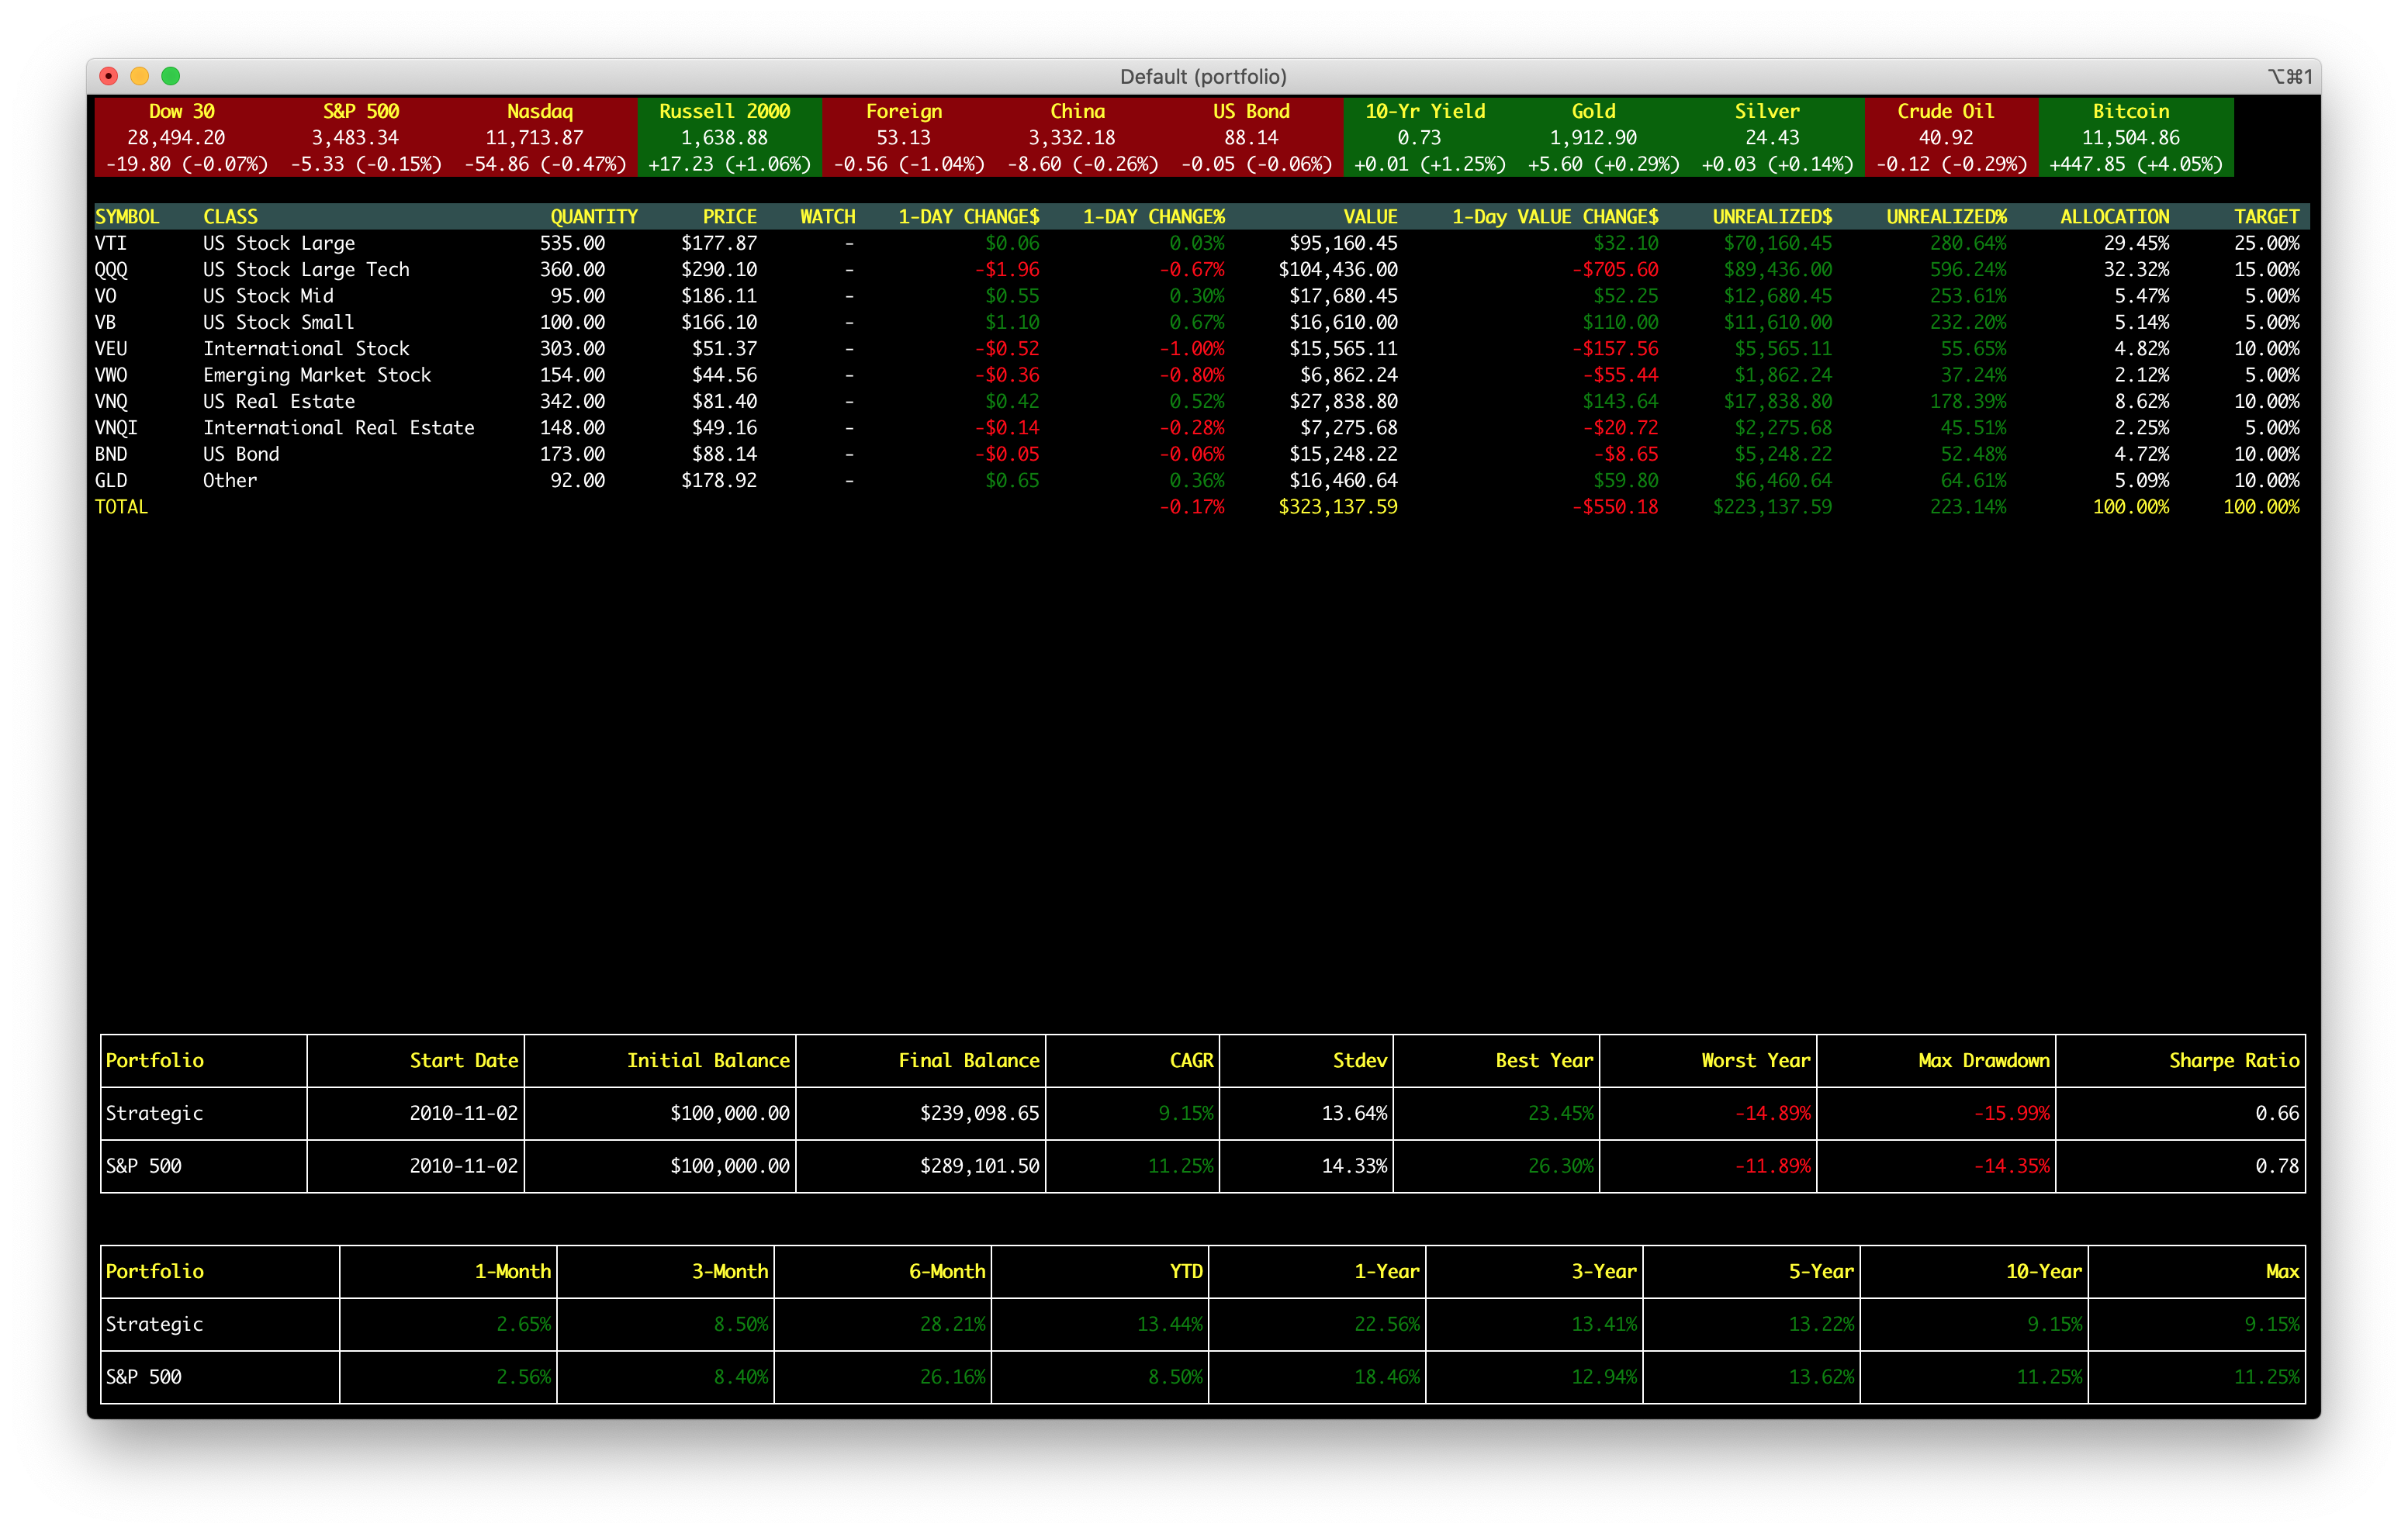 Default (portfolio) ⌥⌘1
Dow 30 S&P 500 Nasdaq Russell 2000 Foreign China US Bond 10-Yr Yield Gold Silver Crude Oil Bitcoin
28,494.20 3,483.34 11,713.87 1,638.88 53.13 3,332.18 88.14 0.73 1,912.90 24.43 40.92 11,504.86
-19.80 (-0.07%) -5.33 (-0.15%) -54.86 (-0.47%) +17.23 (+1.06%) -0.56 (-1.04%) -8.60 (-0.26%) -0.05 (-0.06%) +0.01 (+1.25%) +5.60 (+0.29%) +0.03 (+0.14%) -0.12 (-0.29%) +447.85 (+4.05%)
SYMBOL CLASS QUANTITY PRICE WATCH 1-DAY CHANGE$ 1-DAY CHANGE% VALUE 1-Day VALUE CHANGE$ UNREALIZED$ UNREALIZED% ALLOCATION TARGET
VTI US Stock Large 535.00 $177.87 - $0.06 0.03% $95,160.45 $32.10 $70,160.45 280.64% 29.45% 25.00%
QQQ US Stock Large Tech 360.00 $290.10 - -$1.96 -0.67% $104,436.00 -$705.60 $89,436.00 596.24% 32.32% 15.00%
VO US Stock Mid 95.00 $186.11 - $0.55 0.30% $17,680.45 $52.25 $12,680.45 253.61% 5.47% 5.00%
VB US Stock Small 100.00 $166.10 - $1.10 0.67% $16,610.00 $110.00 $11,610.00 232.20% 5.14% 5.00%
VEU International Stock 303.00 $51.37 - -$0.52 -1.00% $15,565.11 -$157.56 $5,565.11 55.65% 4.82% 10.00%
VWO Emerging Market Stock 154.00 $44.56 - -$0.36 -0.80% $6,862.24 -$55.44 $1,862.24 37.24% 2.12% 5.00%
VNQ US Real Estate 342.00 $81.40 - $0.42 0.52% $27,838.80 $143.64 $17,838.80 178.39% 8.62% 10.00%
VNQI International Real Estate 148.00 $49.16 - -$0.14 -0.28% $7,275.68 -$20.72 $2,275.68 45.51% 2.25% 5.00%
BND US Bond 173.00 $88.14 - -$0.05 -0.06% $15,248.22 -$8.65 $5,248.22 52.48% 4.72% 10.00%
GLD Other 92.00 $178.92 - $0.65 0.36% $16,460.64 $59.80 $6,460.64 64.61% 5.09% 10.00%
TOTAL -0.17% $323,137.59 -$550.18 $223,137.59 223.14% 100.00% 100.00%
Portfolio Start Date Initial Balance Final Balance CAGR Stdev Best Year Worst Year Max Drawdown Sharpe Ratio
Strategic 2010-11-02 $100,000.00 $239,098.65 9.15% 13.64% 23.45% -14.89% -15.99% 0.66
S&P 500 2010-11-02 $100,000.00 $289,101.50 11.25% 14.33% 26.30% -11.89% -14.35% 0.78
Portfolio 1-Month 3-Month 6-Month YTD 1-Year 3-Year 5-Year 10-Year Max
Strategic 2.65% 8.50% 28.21% 13.44% 22.56% 13.41% 13.22% 9.15% 9.15%
S&P 500 2.56% 8.40% 26.16% 8.50% 18.46% 12.94% 13.62% 11.25% 11.25%